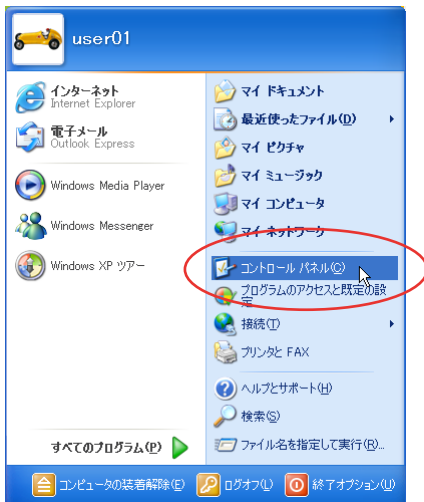 user01
インターネット
Internet Explorer
電子メール
Outlook Express
Windows Media Player
Windows Messenger
Windows XP ツアー
すべてのプログラム(P)
マイ ドキュメント
最近使ったファイル(D)
マイ ピクチャ
マイ ミュージック
マイ コンピュータ
マイ ネットワーク
コントロール パネル(C)
プログラムのアクセスと既定の設
定
接続(T)
プリンタと FAX
ヘルプとサポート(H)
検索(S)
ファイル名を指定して実行(R)...
コンピュータの装着解除(E)
ログオフ(L)
終了オプション(U)